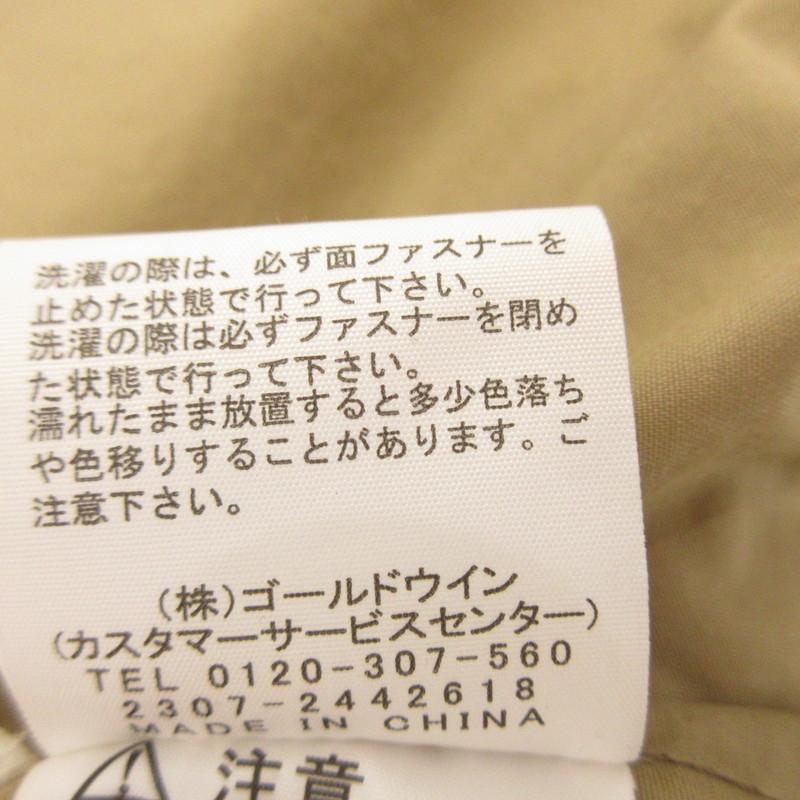 洗濯の際は、必ず面ファスナーを
止めた状態で行って下さい。
洗濯の際は必ずファスナーを閉め
た状態で行って下さい。
濡れたまま放置すると多少色落ち
や色移りすることがあります。ご
注意下さい。
(株)ゴールドウイン
(カスタマーサービスセンター)
TEL 0120-307-560
2307-2442618
MADE IN CHINA
注意